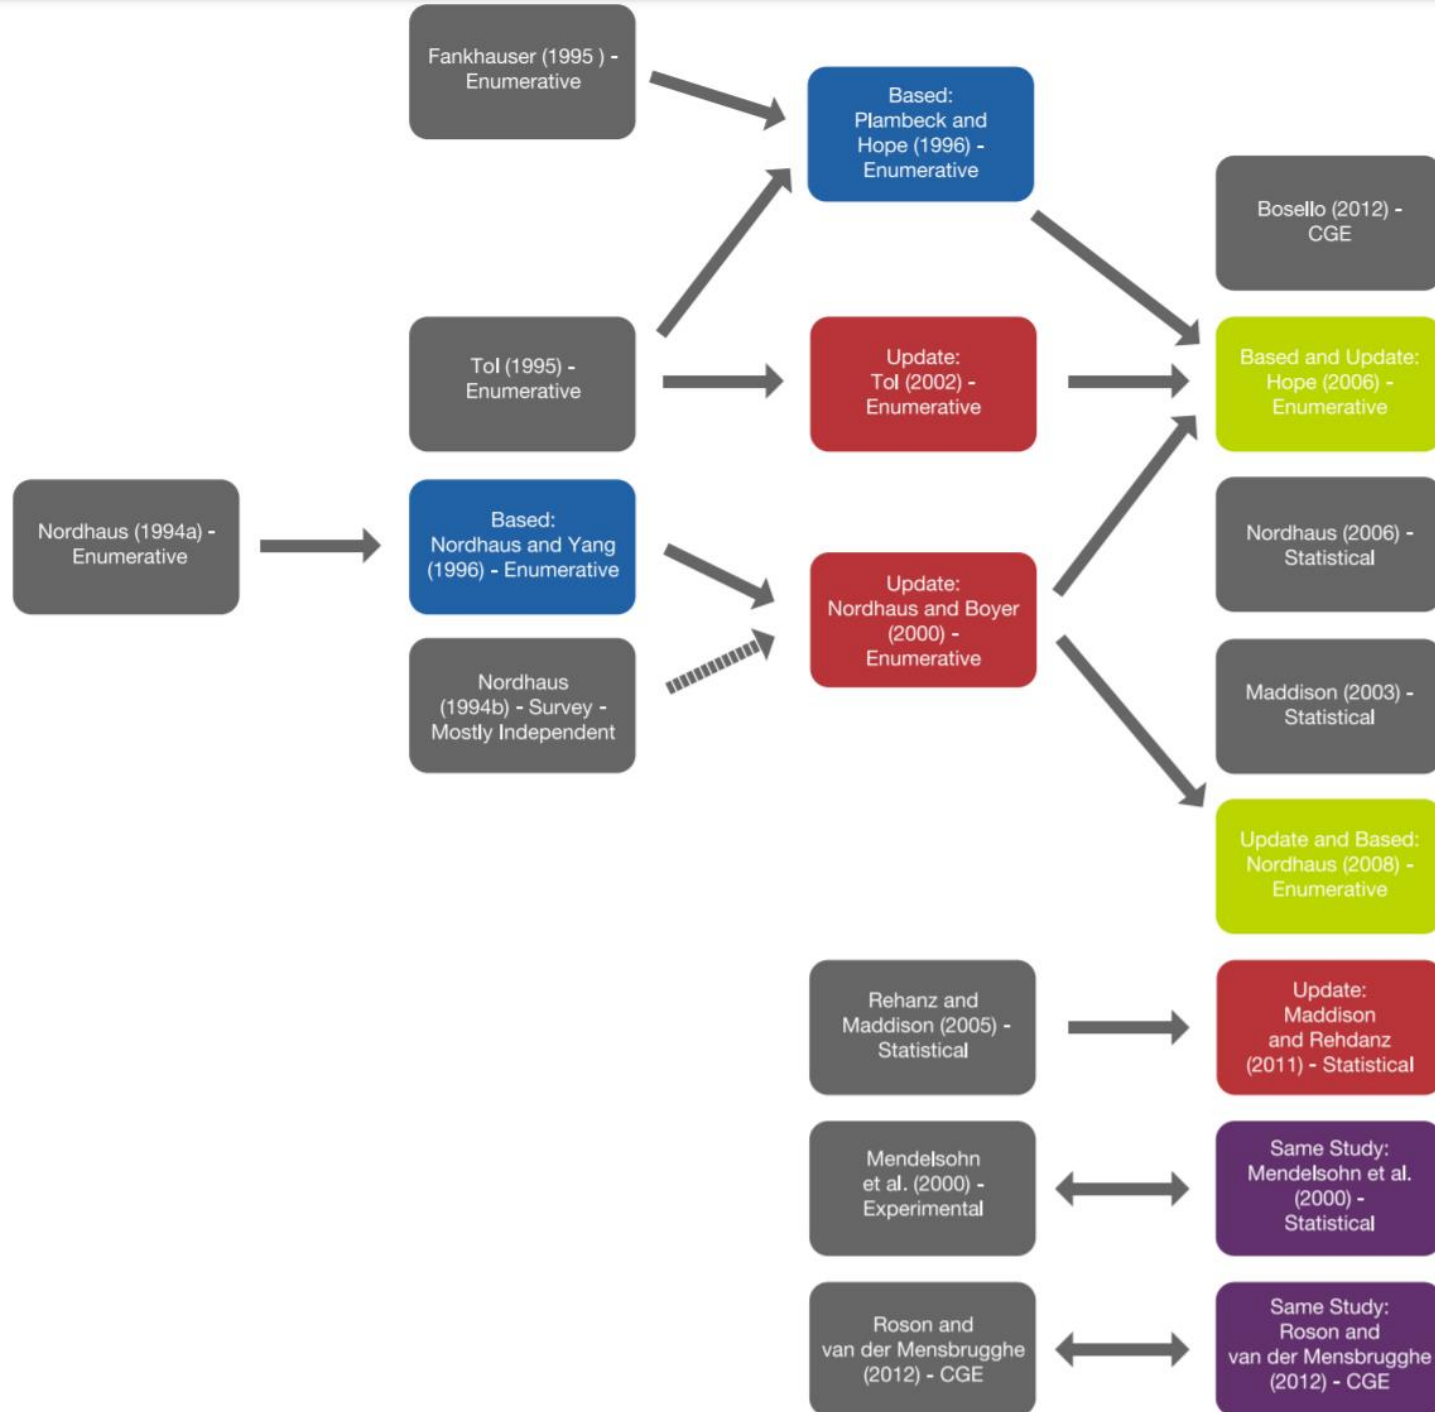 Fankhauser (1995 ) -
Enumerative
Based:
Plambeck and
Hope (1996) -
Enumerative
Bosello (2012) -
CGE
Tol (1995) -
Enumerative
Update:
Tol (2002) -
Enumerative
Based and Update:
Hope (2006) -
Enumerative
Nordhaus (1994a) -
Enumerative
Based:
Nordhaus and Yang
(1996) - Enumerative
Nordhaus (2006) -
Statistical
Update:
Nordhaus and Boyer
(2000) -
Enumerative
Nordhaus
(1994b) - Survey -
Mostly Independent
Maddison (2003) -
Statistical
Update and Based:
Nordhaus (2008) -
Enumerative
Rehanz and
Maddison (2005) -
Statistical
Update:
Maddison
and Rehdanz
(2011) - Statistical
Mendelsohn
et al. (2000) -
Experimental
Same Study:
Mendelsohn et al.
(2000) -
Statistical
Roson and
van der Mensbrugghe
(2012) - CGE
Same Study:
Roson and
van der Mensbrugghe
(2012) - CGE